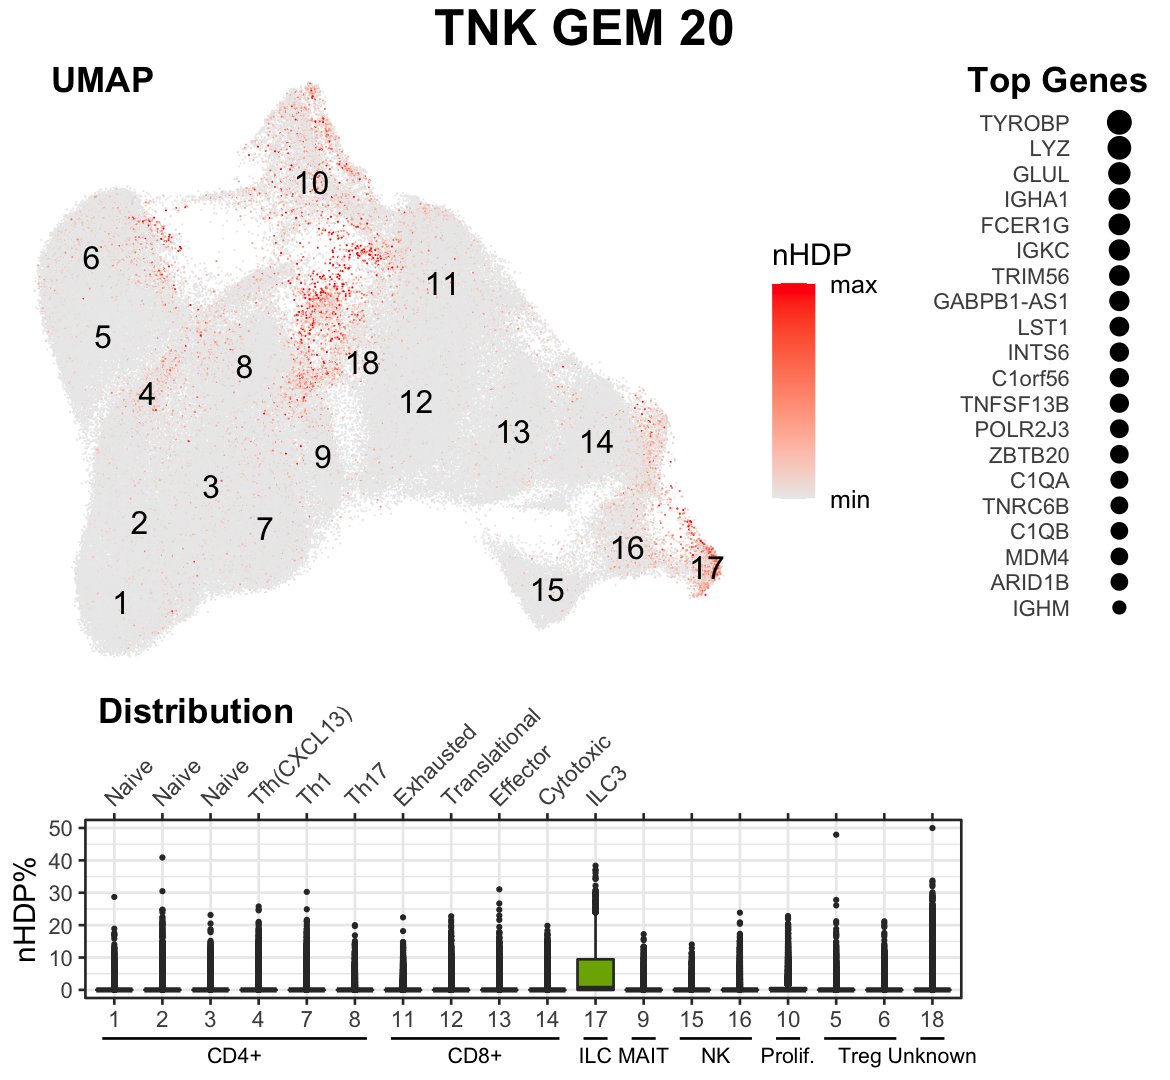 TNK GEM 20
UMAP
Top Genes
10
6
5
4
8
11
18
12
13
14
9
3
2
7
1
16
17
15
nHDP
max
min
TYROBP
LYZ
GLUL
IGHA1
FCER1G
IGKC
TRIM56
GABPB1-AS1
LST1
INTS6
C1orf56
TNFSF13B
POLR2J3
ZBTB20
C1QA
TNRC6B
C1QB
MDM4
ARID1B
IGHM
Distribution
Naive
Naive
Naive
Tfh(CXCL13)
Th1
Th17
Exhausted
Translational
Effector
Cytotoxic
ILC3
nHDP%
50
40
30
20
10
0
1 2 3 4 7 8 11 12 13 14 17 9 15 16 10 5 6 18
CD4+ CD8+ ILC MAIT NK Prolif. Treg Unknown